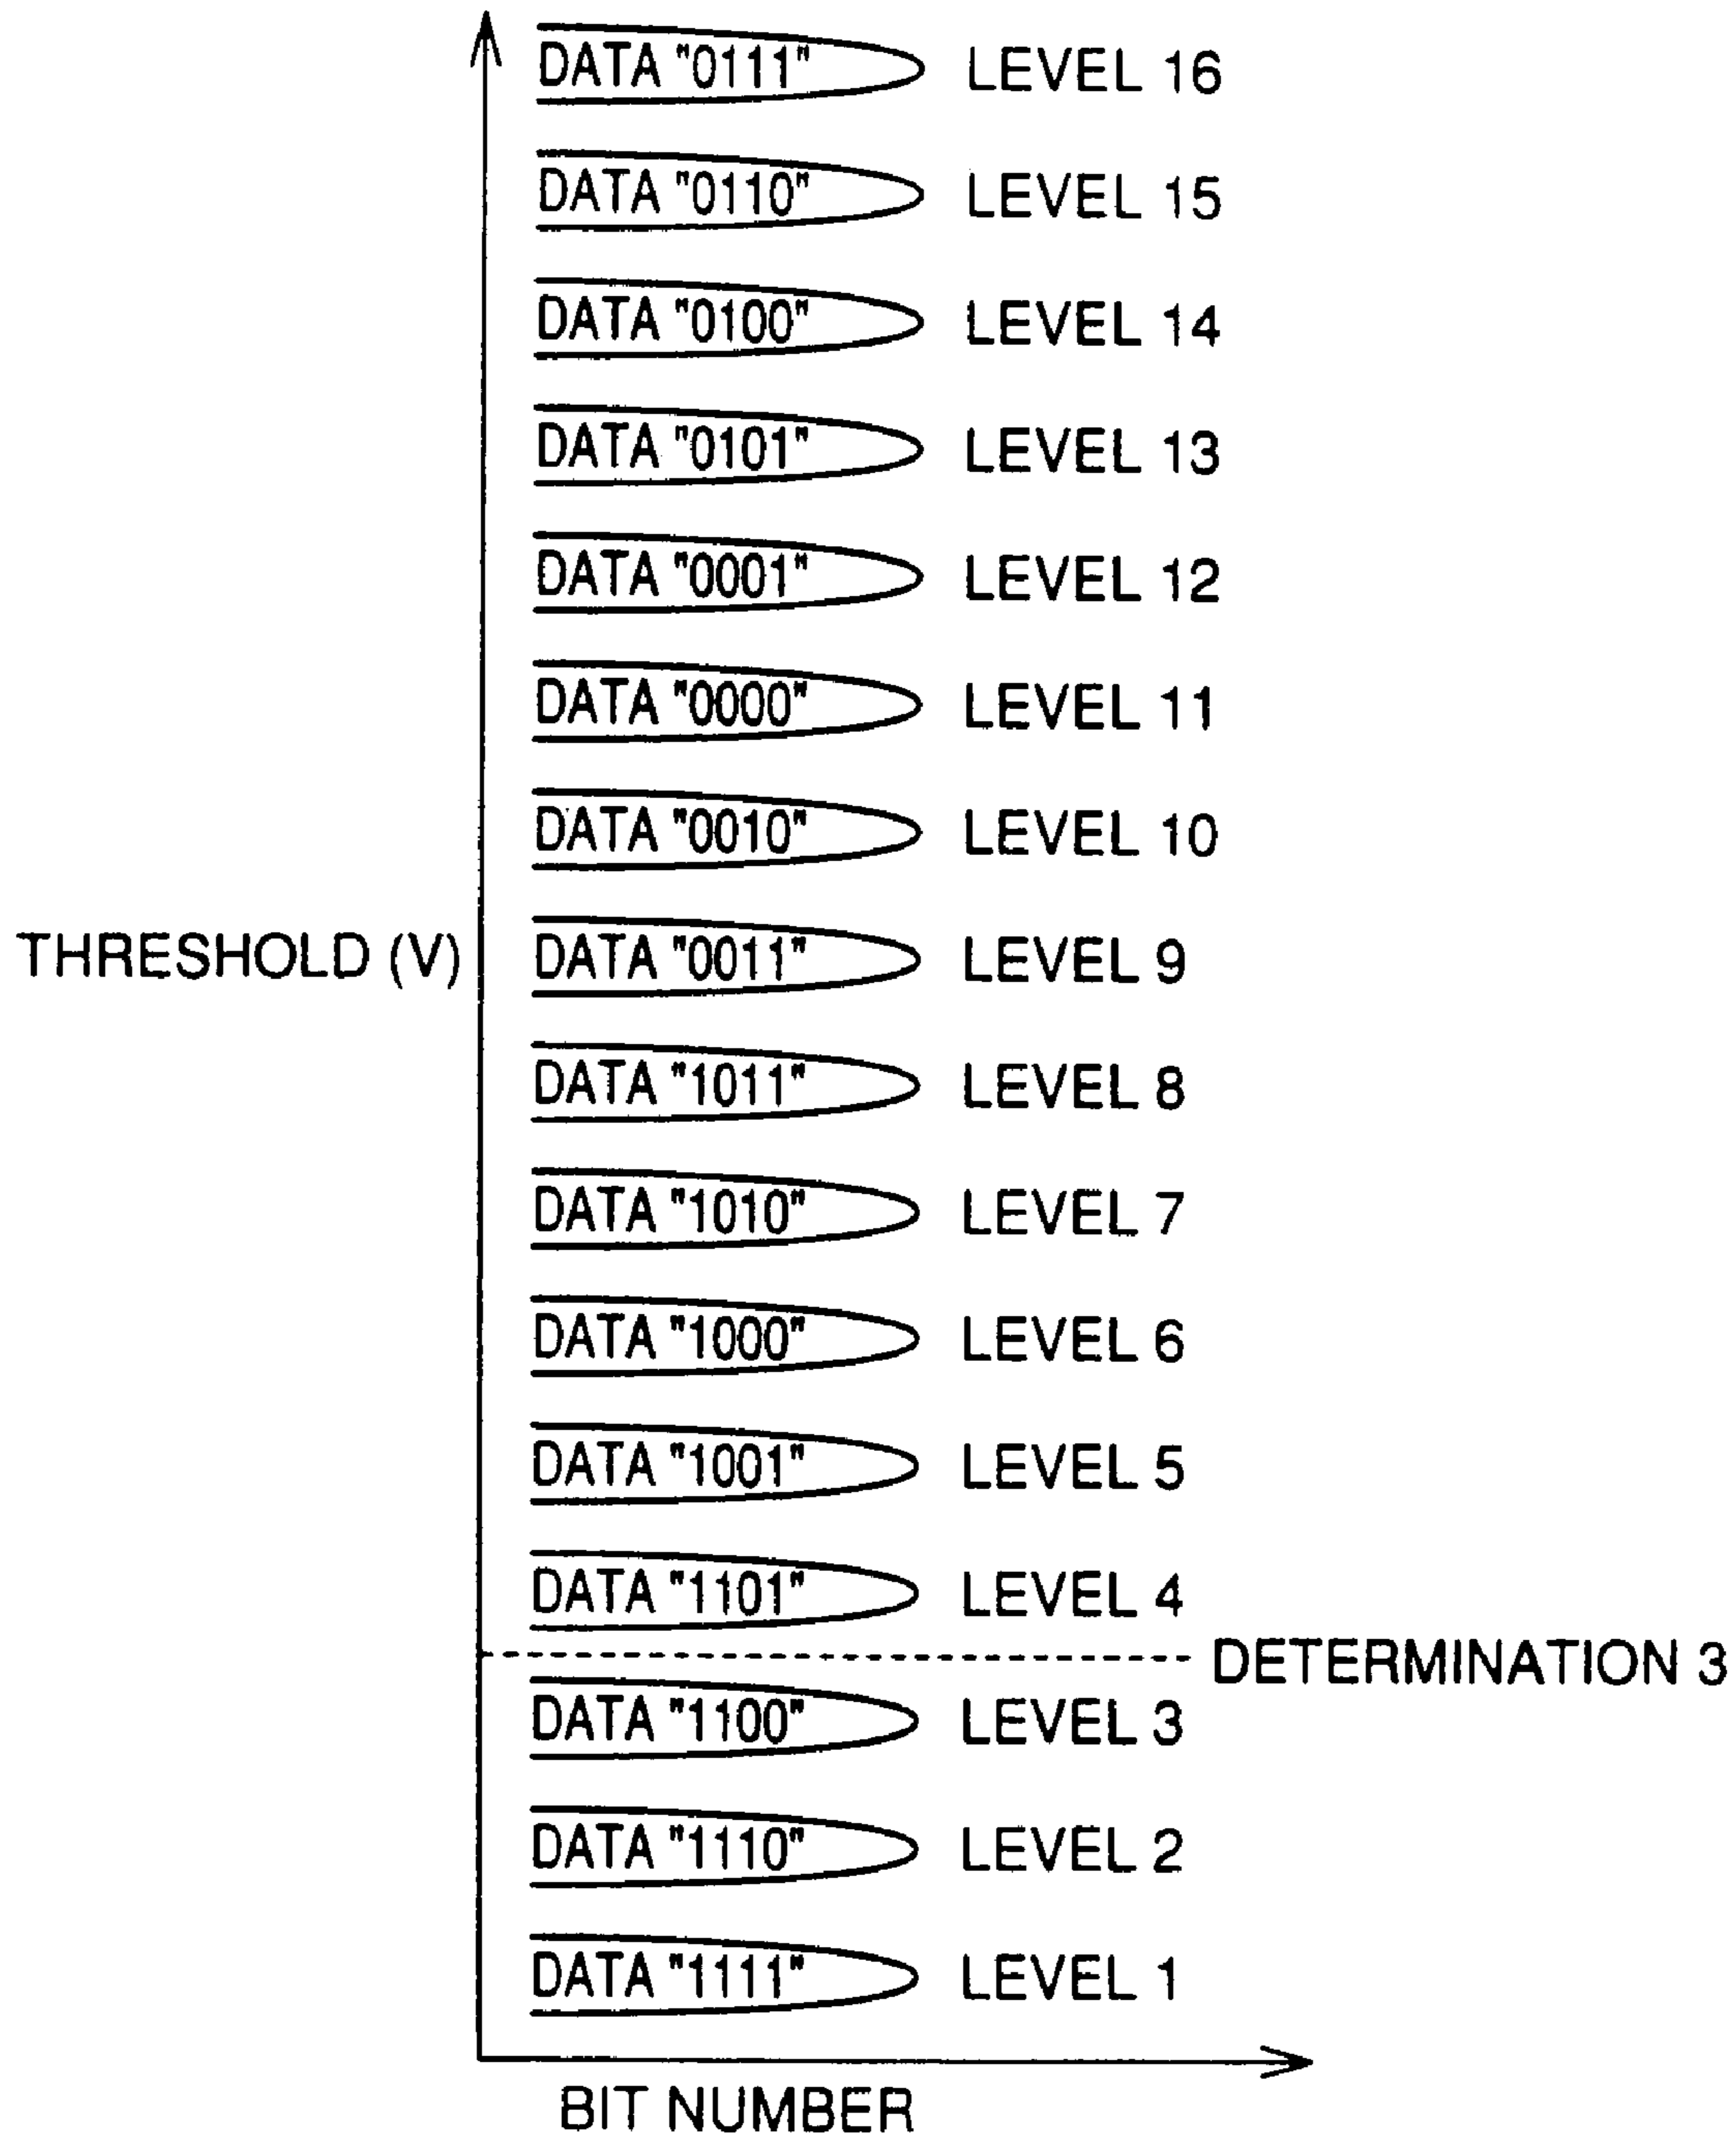 DATA "0111" LEVEL 16
DATA "0110" LEVEL 15
DATA "0100" LEVEL 14
DATA "0101" LEVEL 13
DATA "0001" LEVEL 12
DATA "0000" LEVEL 11
DATA "0010" LEVEL 10
THRESHOLD (V) DATA "0011" LEVEL 9
DATA "1011" LEVEL 8
DATA "1010" LEVEL 7
DATA "1000" LEVEL 6
DATA "1001" LEVEL 5
DATA "1101" LEVEL 4
DETERMINATION 3
DATA "1100" LEVEL 3
DATA "1110" LEVEL 2
DATA "1111" LEVEL 1
BIT NUMBER